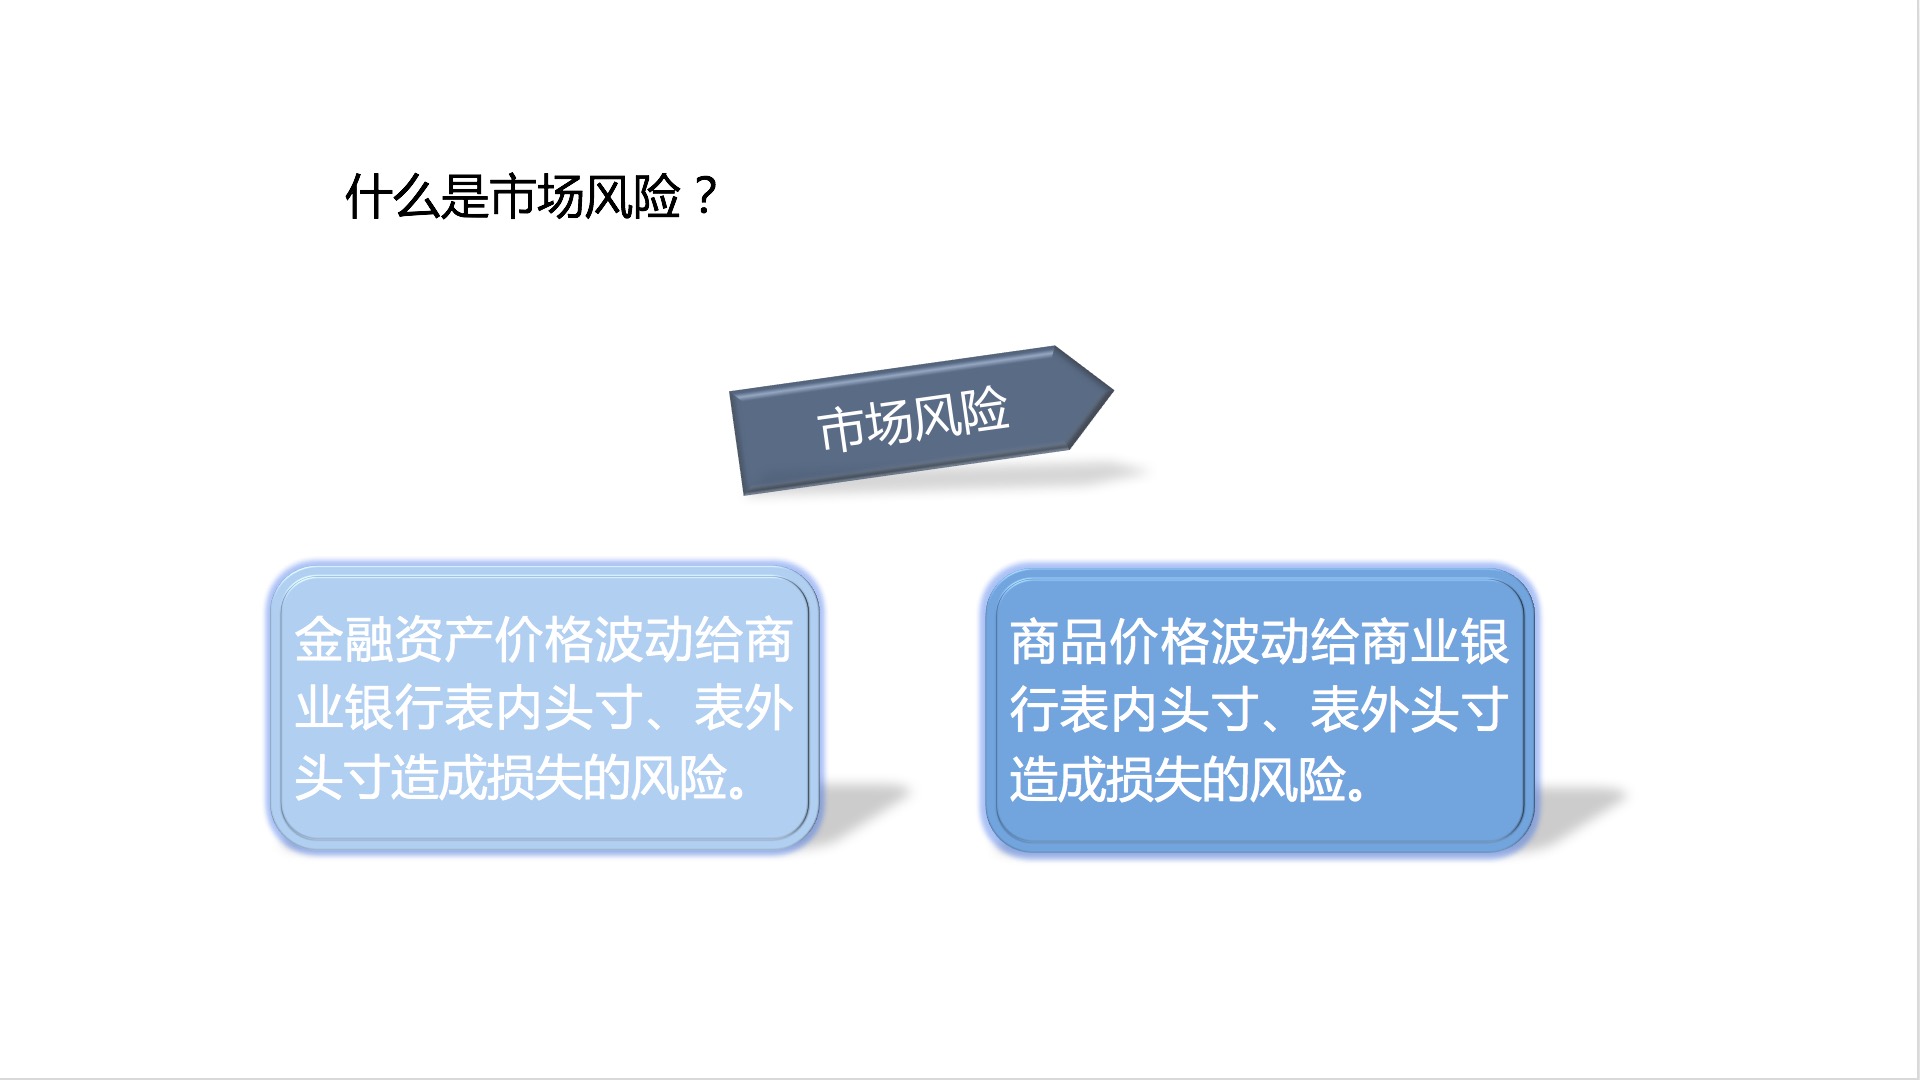 什么是市场风险？
市场风险
金融资产价格波动给商
业银行表内头寸、表外
头寸造成损失的风险。
商品价格波动给商业银
行表内头寸、表外头寸
造成损失的风险。